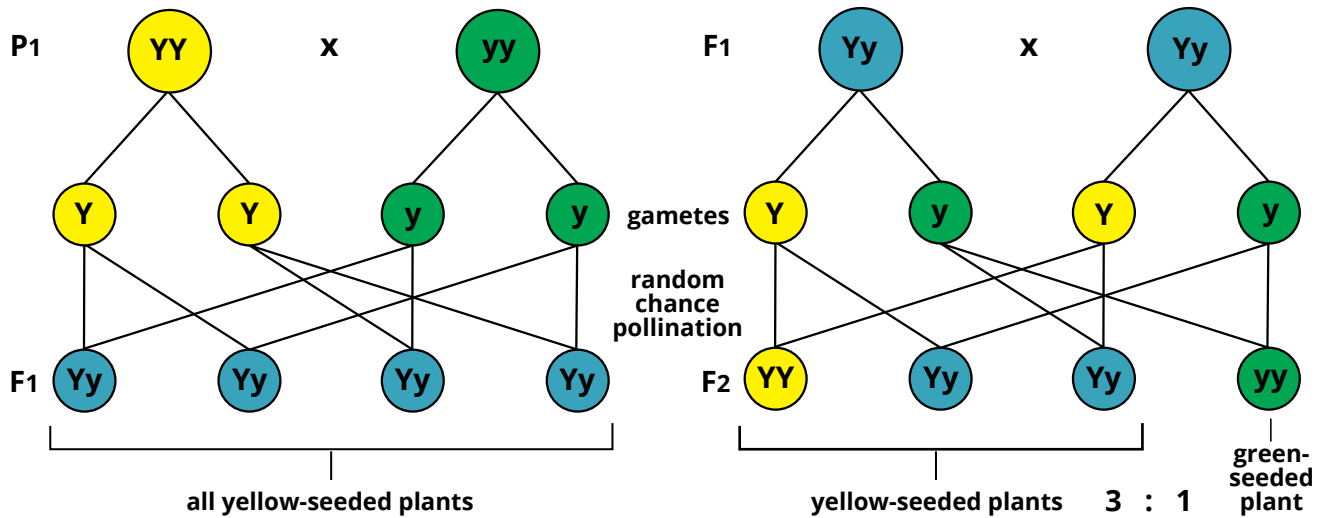 P1 YY x yy F1 Yy x Yy
Y Y y y gametes Y y Y y
random
chance
pollination
F1 Yy Yy Yy Yy F2 YY Yy Yy yy
green-
seeded
plant
all yellow-seeded plants yellow-seeded plants 3 : 1